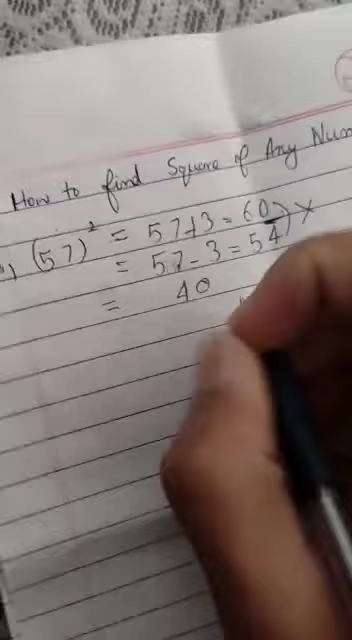 How to find Square of Any Num
(57)² = 57+3 = 60) ×
= 57-3 = 54)
= 40